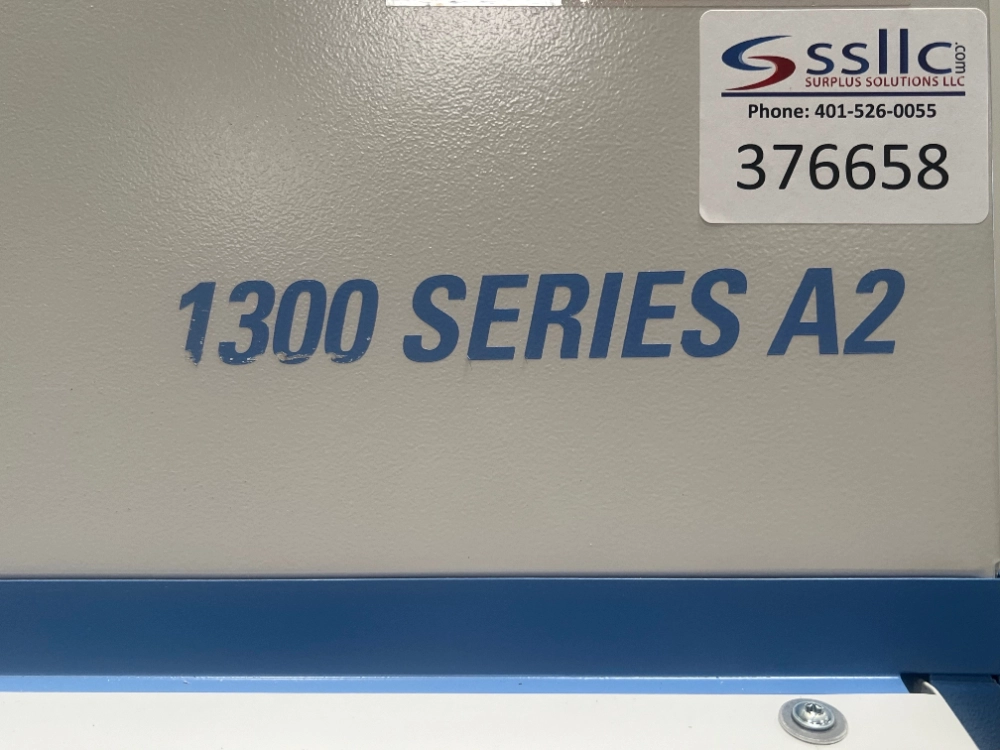 ssllc.com
SURPLUS SOLUTIONS LLC
Phone: 401-526-0055
376658
1300 SERIES A2